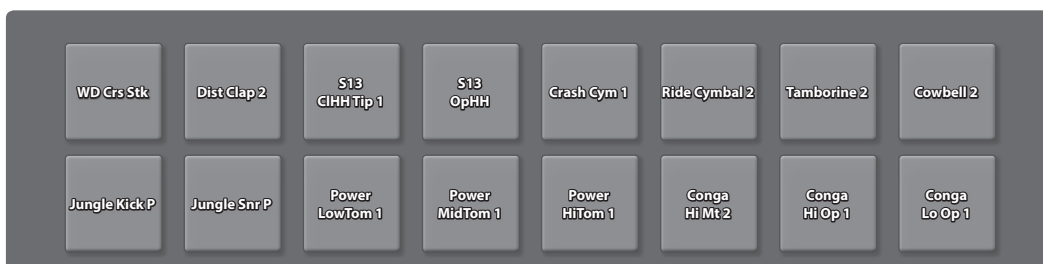 WD Crs Stk
Dist Clap 2
S13
ClHH Tip 1
S13
OpHH
Crash Cym 1
Ride Cymbal 2
Tamborine 2
Cowbell 2
Jungle Kick P
Jungle Snr P
Power
LowTom 1
Power
MidTom 1
Power
HiTom 1
Conga
Hi Mt 2
Conga
Hi Op 1
Conga
Lo Op 1